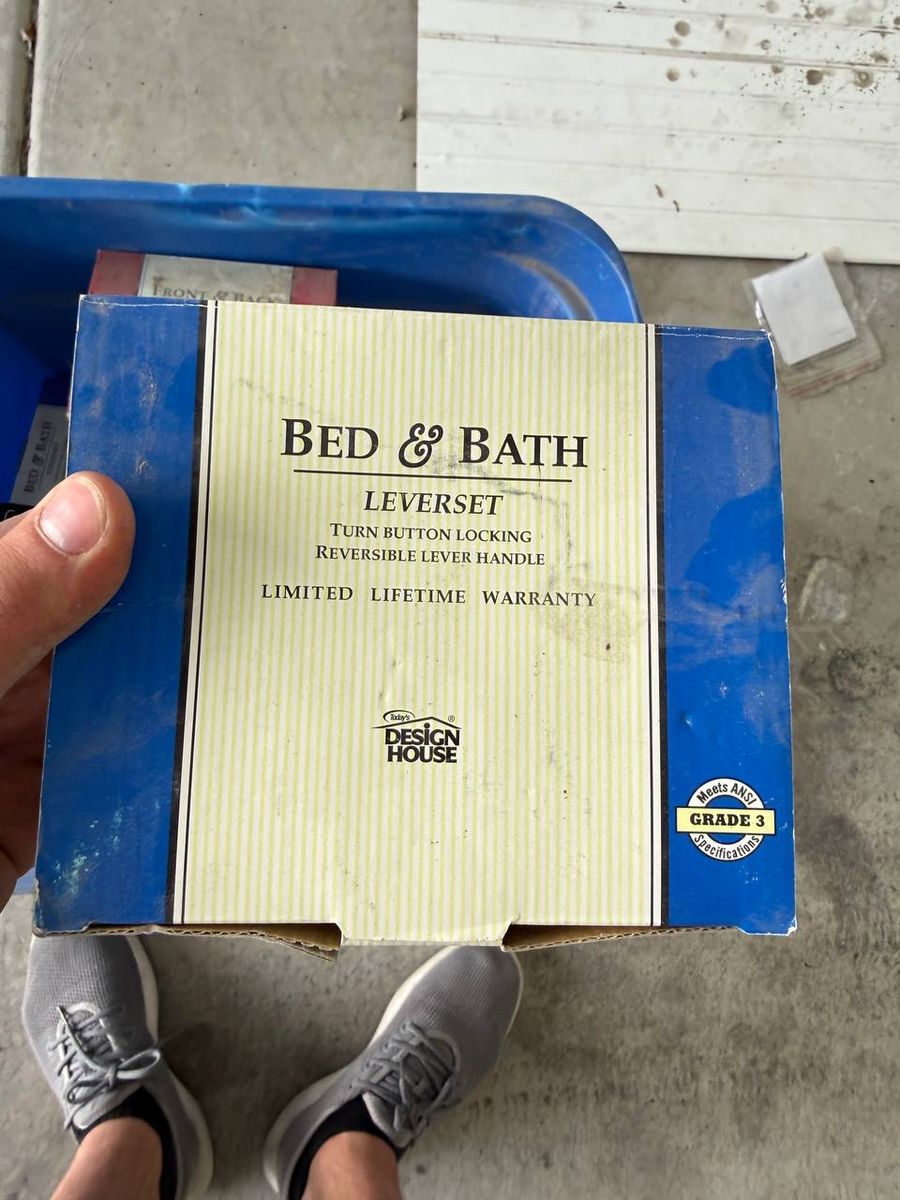 FRONT & BACK
BED & BATH
BED & BATH
LEVERSET
TURN BUTTON LOCKING
REVERSIBLE LEVER HANDLE
LIMITED LIFETIME WARRANTY
Today's ®
DESIGN
HOUSE
Meets ANSI
GRADE 3
Specifications